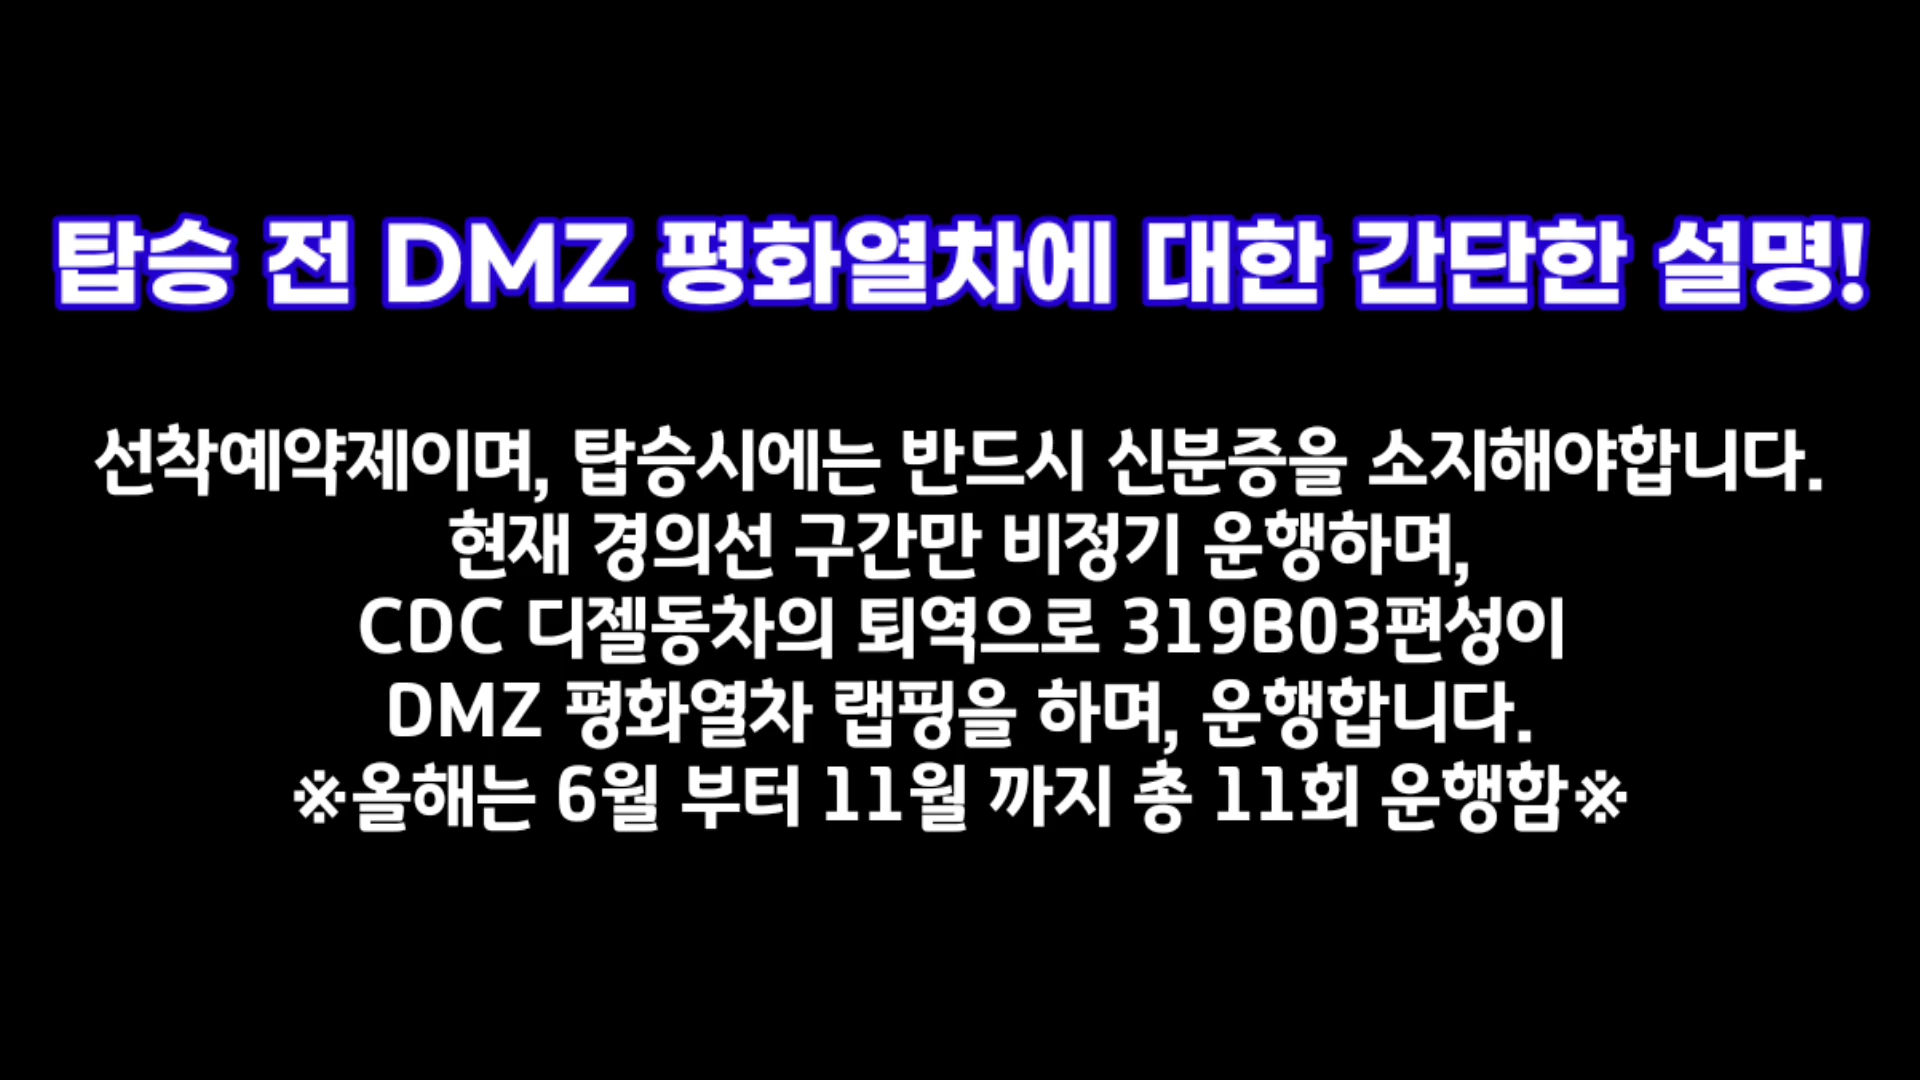 탑승 전 DMZ 평화열차에 대한 간단한 설명!
선착예약제이며, 탑승시에는 반드시 신분증을 소지해야합니다.
현재 경의선 구간만 비정기 운행하며,
CDC 디젤동차의 퇴역으로 319B03편성이
DMZ 평화열차 랩핑을 하며, 운행합니다.
※올해는 6월 부터 11월 까지 총 11회 운행함※